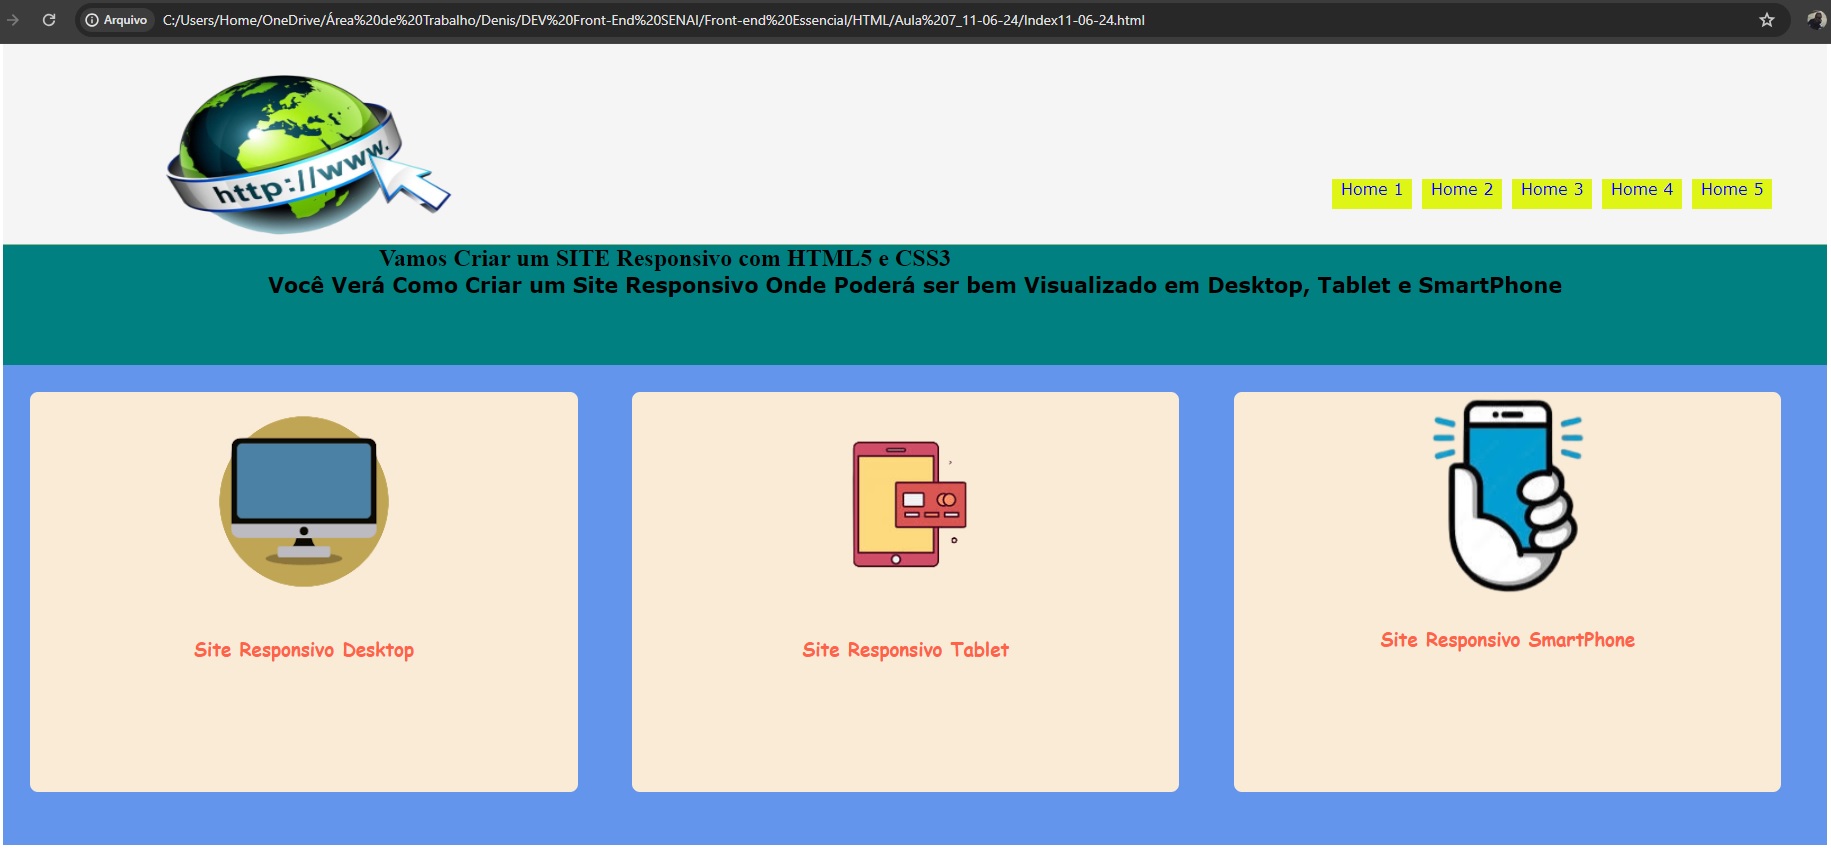 Arquivo C:/Users/Home/OneDrive/Área%20de%20Trabalho/Denis/DEV%20Front-End%20SENAI/Front-end%20Essencial/HTML/Aula%207_11-06-24/Index11-06-24.html
http://www.
Home 1 Home 2 Home 3 Home 4 Home 5
Vamos Criar um SITE Responsivo com HTML5 e CSS3
Você Verá Como Criar um Site Responsivo Onde Poderá ser bem Visualizado em Desktop, Tablet e SmartPhone
Site Responsivo Desktop
Site Responsivo Tablet
Site Responsivo SmartPhone